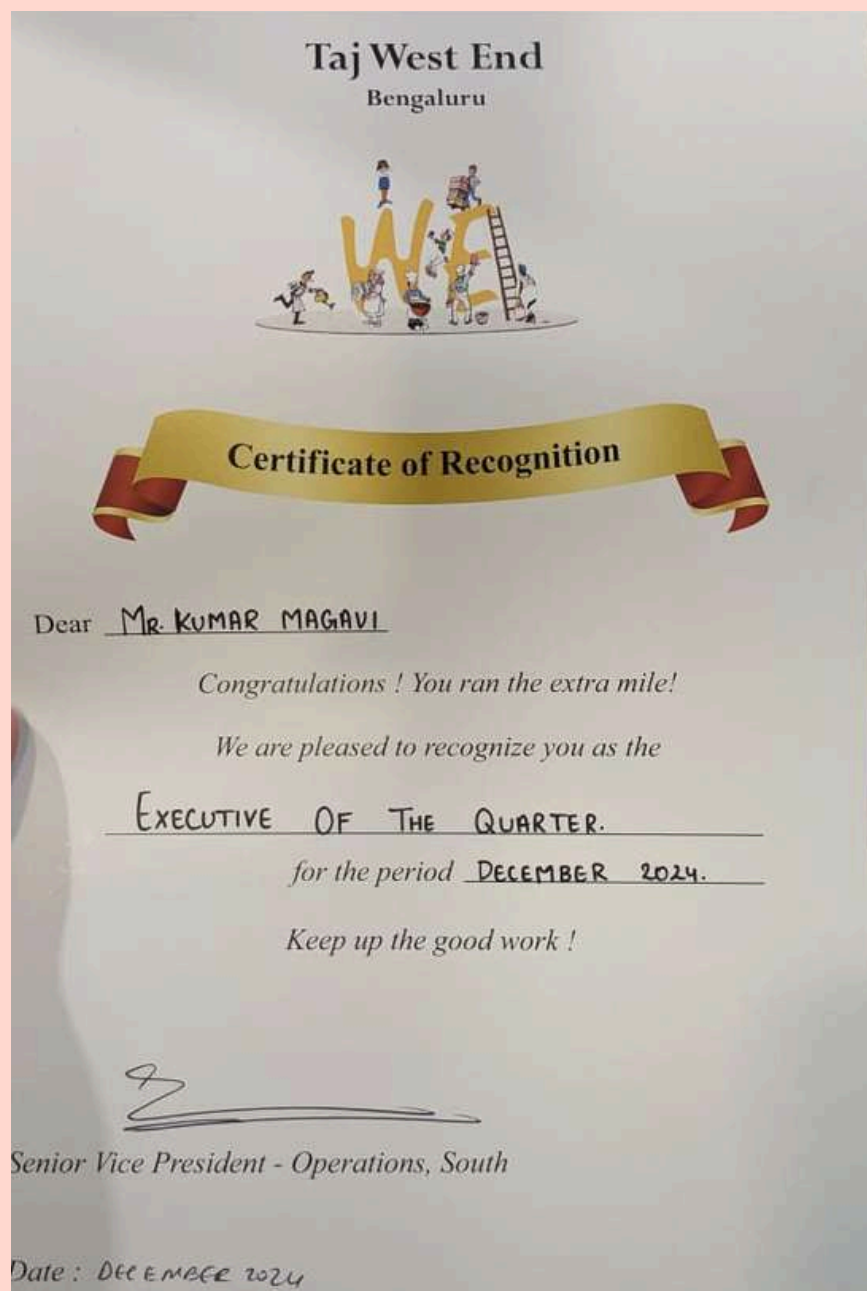 Taj West End
Bengaluru
WE
Certificate of Recognition
Dear MR. KUMAR MAGAVI
Congratulations ! You ran the extra mile!
We are pleased to recognize you as the
EXECUTIVE OF THE QUARTER.
for the period DECEMBER 2024.
Keep up the good work !
Senior Vice President - Operations, South
Date : DECEMBER 2024